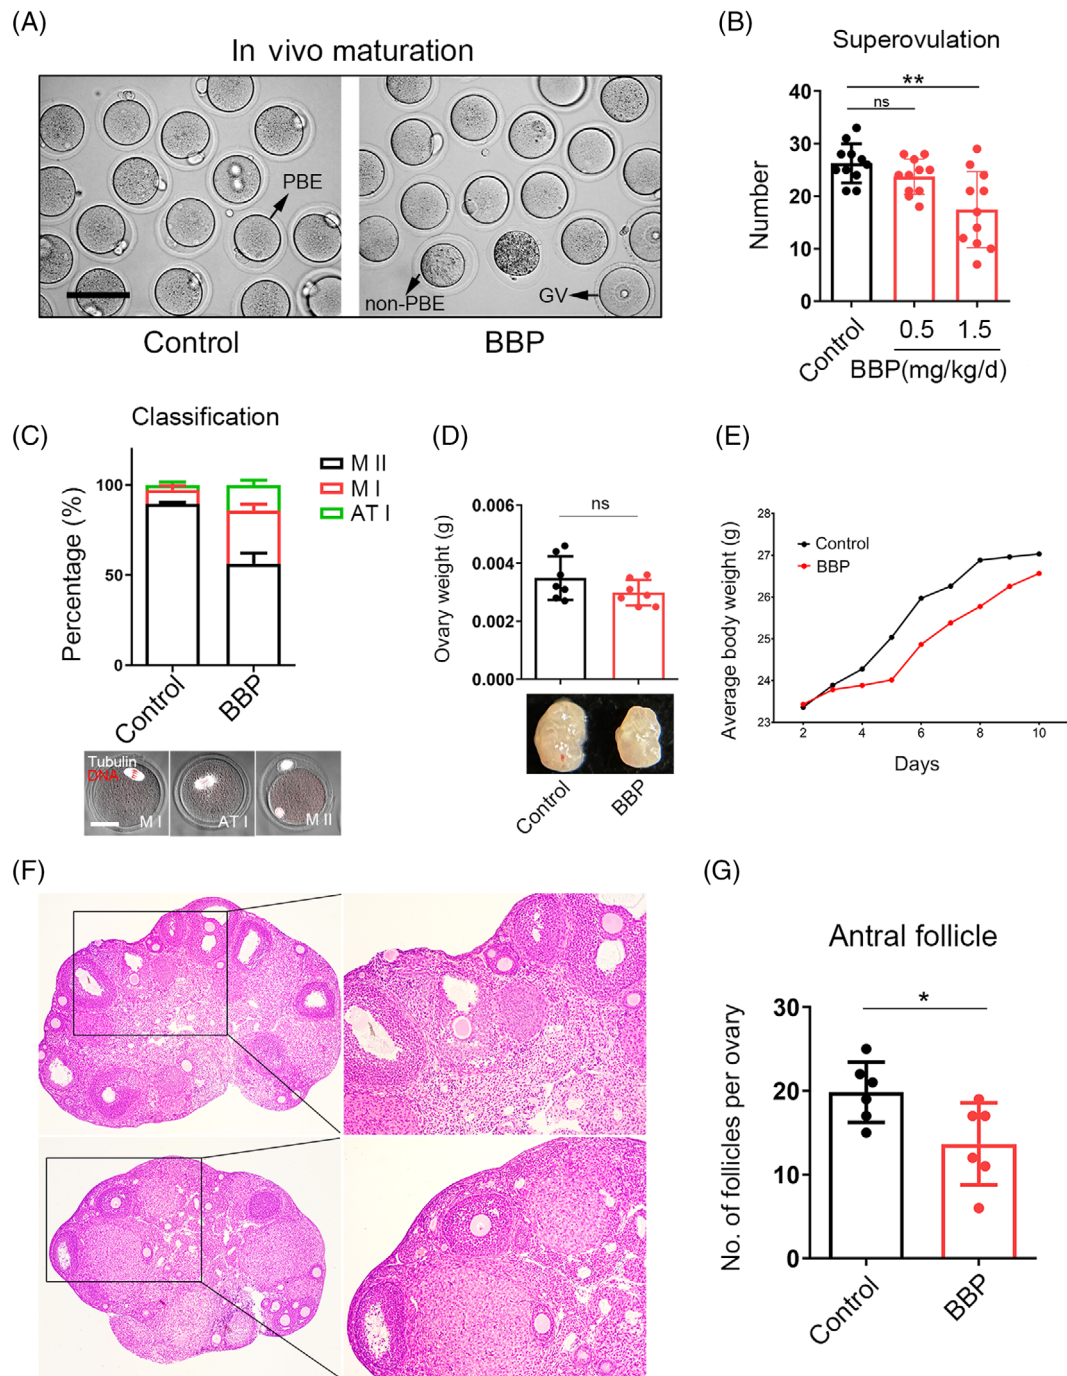 (A)
In vivo maturation
PBE
non-PBE
GV
Control
BBP
(B)
Superovulation
**
ns
Number
40
30
20
10
0
Control
0.5
1.5
BBP(mg/kg/d)
(C)
Classification
Percentage (%)
100
50
0
Control
BBP
M II
M I
AT I
Tubulin
DNA
M I
AT I
M II
(D)
ns
Ovary weight (g)
0.006
0.004
0.002
0.000
Control
BBP
(E)
Average body weight (g)
28
27
26
25
24
23
Control
BBP
2
4
6
8
10
Days
(F)
(G)
Antral follicle
*
No. of follicles per ovary
30
20
10
0
Control
BBP